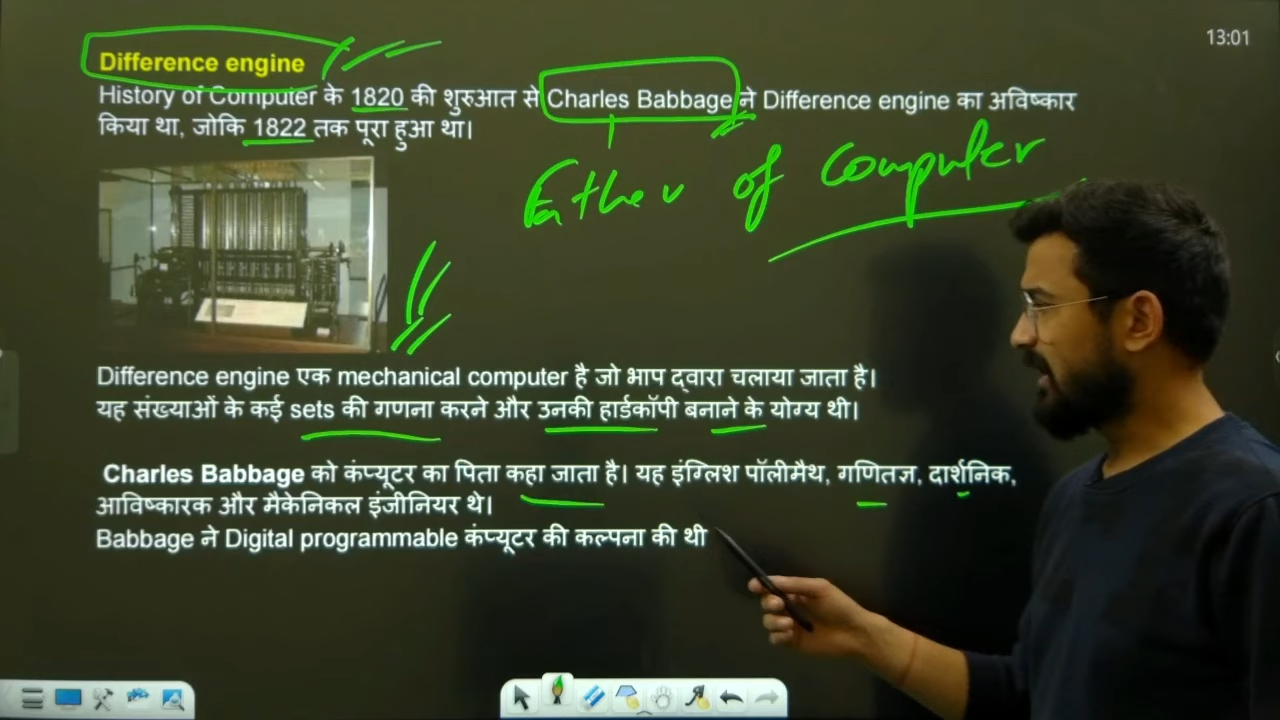 13:01
Difference engine
History of Computer के 1820 की शुरुआत से Charles Babbage ने Difference engine का अविष्कार
किया था, जोकि 1822 तक पूरा हुआ था।
Father of Computer
Difference engine एक mechanical computer है जो भाप द्वारा चलाया जाता है।
यह संख्याओं के कई sets की गणना करने और उनकी हार्डकॉपी बनाने के योग्य थी।
Charles Babbage को कंप्यूटर का पिता कहा जाता है। यह इंग्लिश पॉलीमैथ, गणितज्ञ, दार्शनिक,
आविष्कारक और मैकेनिकल इंजीनियर थे।
Babbage ने Digital programmable कंप्यूटर की कल्पना की थी